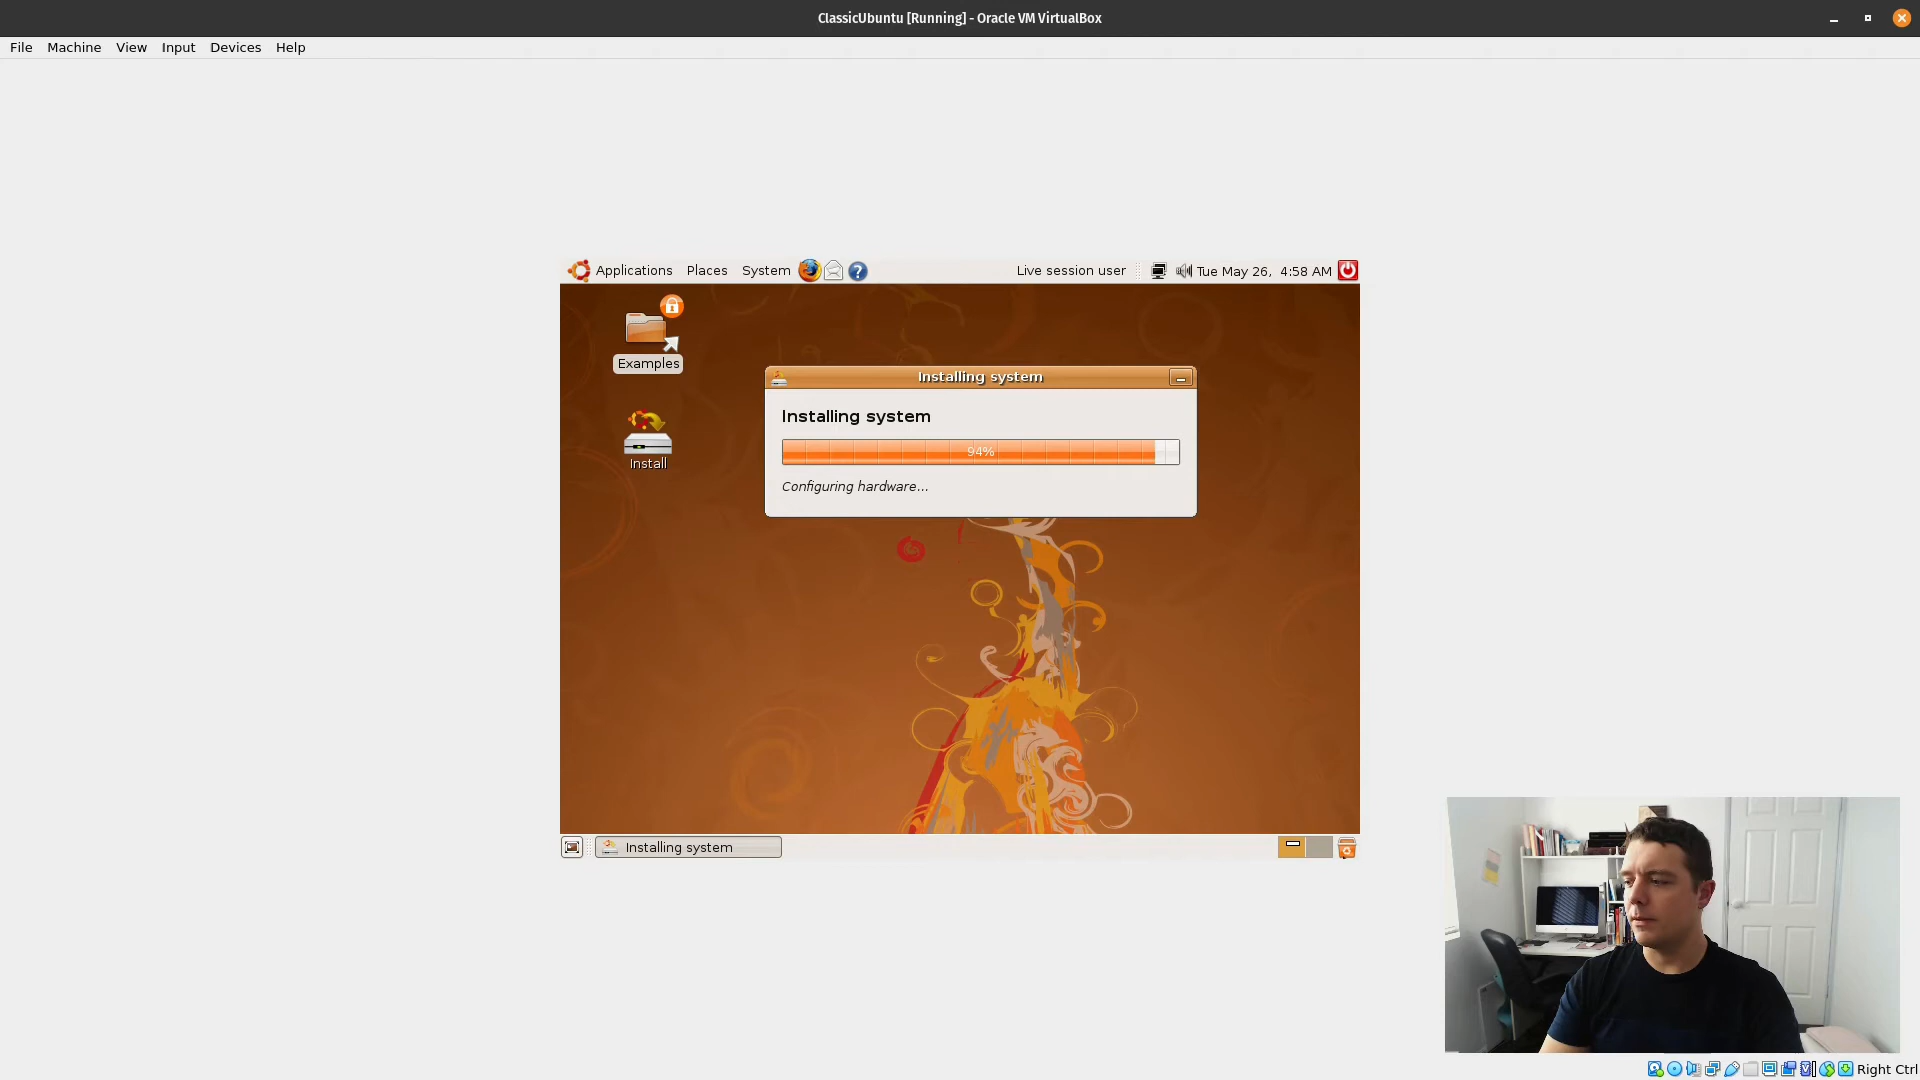 ClassicUbuntu [Running] - Oracle VM VirtualBox
File Machine View Input Devices Help
Applications Places System Live session user Tue May 26, 4:58 AM
Examples
Install
Installing system
Installing system
94%
Configuring hardware...
Installing system
Right Ctrl